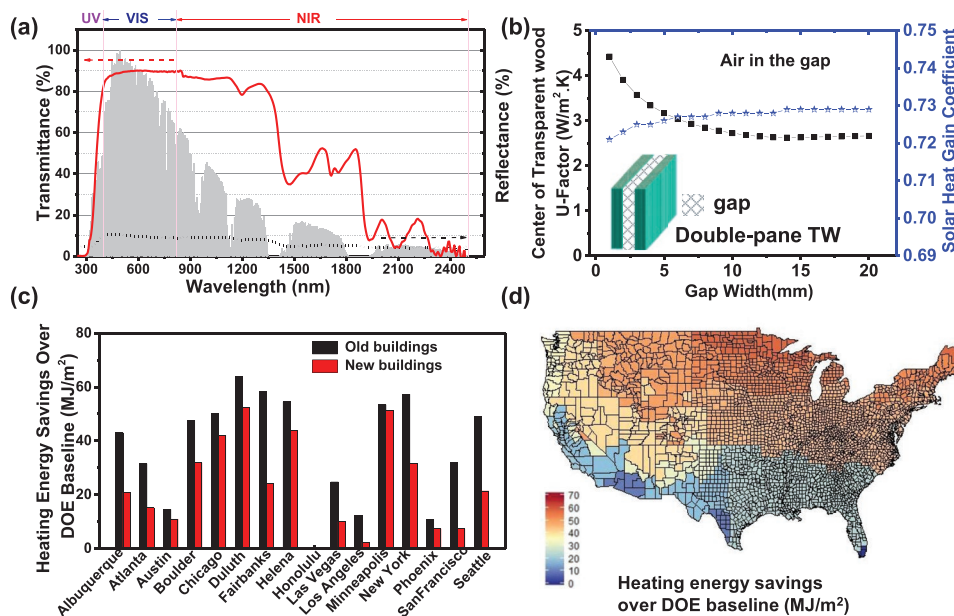 (a)
UV
VIS
NIR
100
80
60
40
20
0
Transmittance (%)
Reflectance (%)
300
600
900
1200
1500
1800
2100
2400
Wavelength (nm)
(b)
5
4
3
2
1
0
Center of Transparent wood
U-Factor (W/m².K)
Air in the gap
gap
Double-pane TW
0.75
0.74
0.73
0.72
0.71
0.70
0.69
Solar Heat Gain Coefficient
0
5
10
15
20
Gap Width(mm)
(c)
80
60
40
20
0
Heating Energy Savings Over
DOE Baseline (MJ/m²)
Old buildings
New buildings
Albuquerque
Atlanta
Austin
Boulder
Chicago
Duluth
Fairbanks
Helena
Honolulu
Las Vegas
Los Angeles
Minneapolis
New York
Phoenix
SanFrancisco
Seattle
(d)
70
60
50
40
30
20
10
0
Heating energy savings
over DOE baseline (MJ/m²)